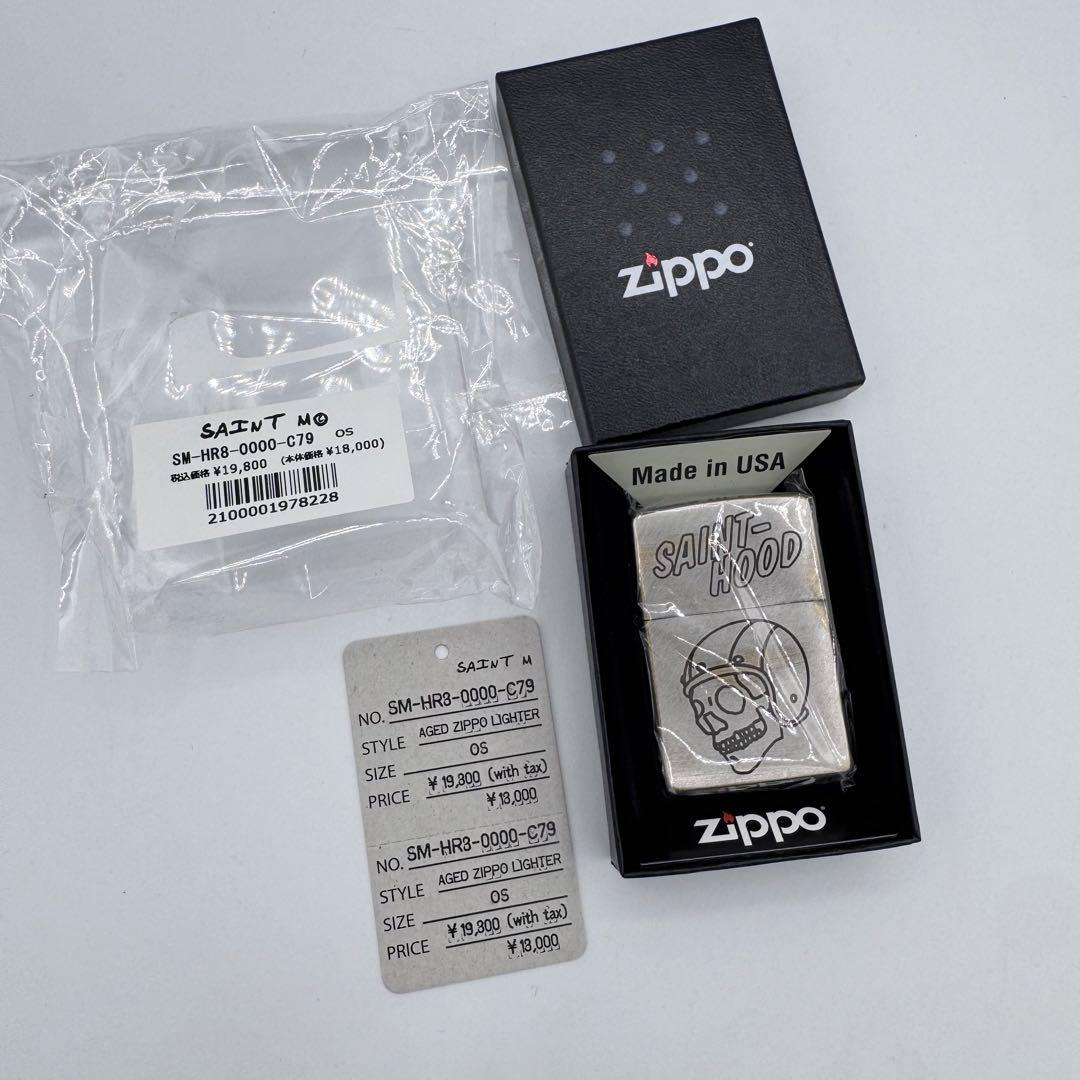 zippo
SAINT M©
SM-HR8-0000-C79 OS
税込価格 ¥19,800 (本体価格 ¥18,000)
2100001978228
Made in USA
SAINT-
HOOD
zippo
SAINT M
NO. SM-HR8-0000-C79
STYLE AGED ZIPPO LIGHTER
SIZE OS
PRICE ¥19,800 (with tax)
¥18,000
NO. SM-HR8-0000-C79
STYLE AGED ZIPPO LIGHTER
SIZE OS
PRICE ¥19,800 (with tax)
¥18,000